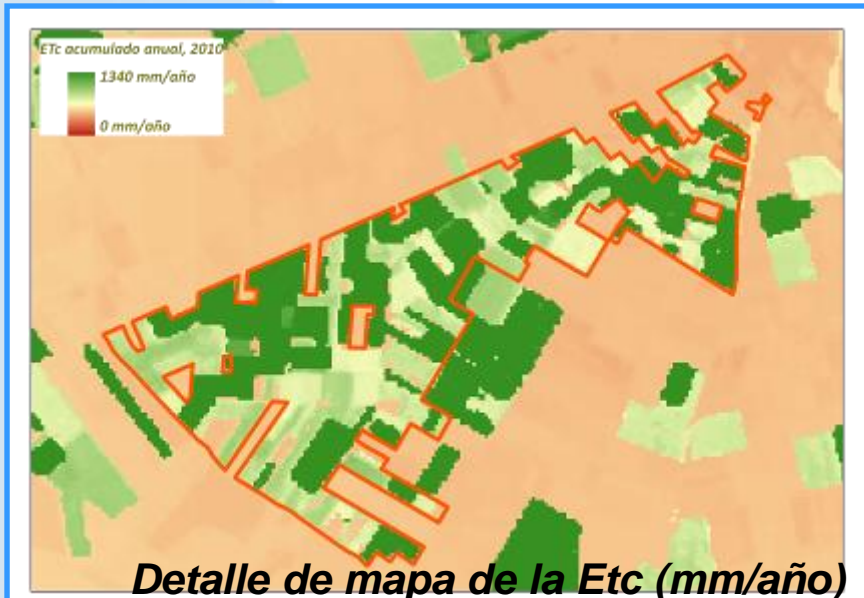 ETc acumulado anual, 2010
1340 mm/año
0 mm/año
Detalle de mapa de la Etc (mm/año)